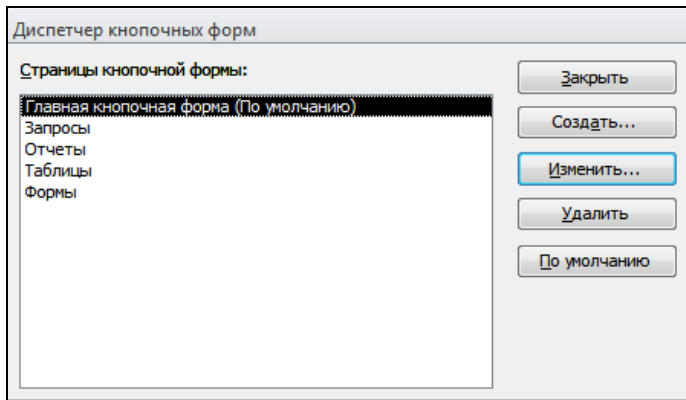 Диспетчер кнопочных форм
Страницы кнопочной формы:
Главная кнопочная форма (По умолчанию)
Запросы
Отчеты
Таблицы
Формы
Закрыть
Создать...
Изменить...
Удалить
По умолчанию